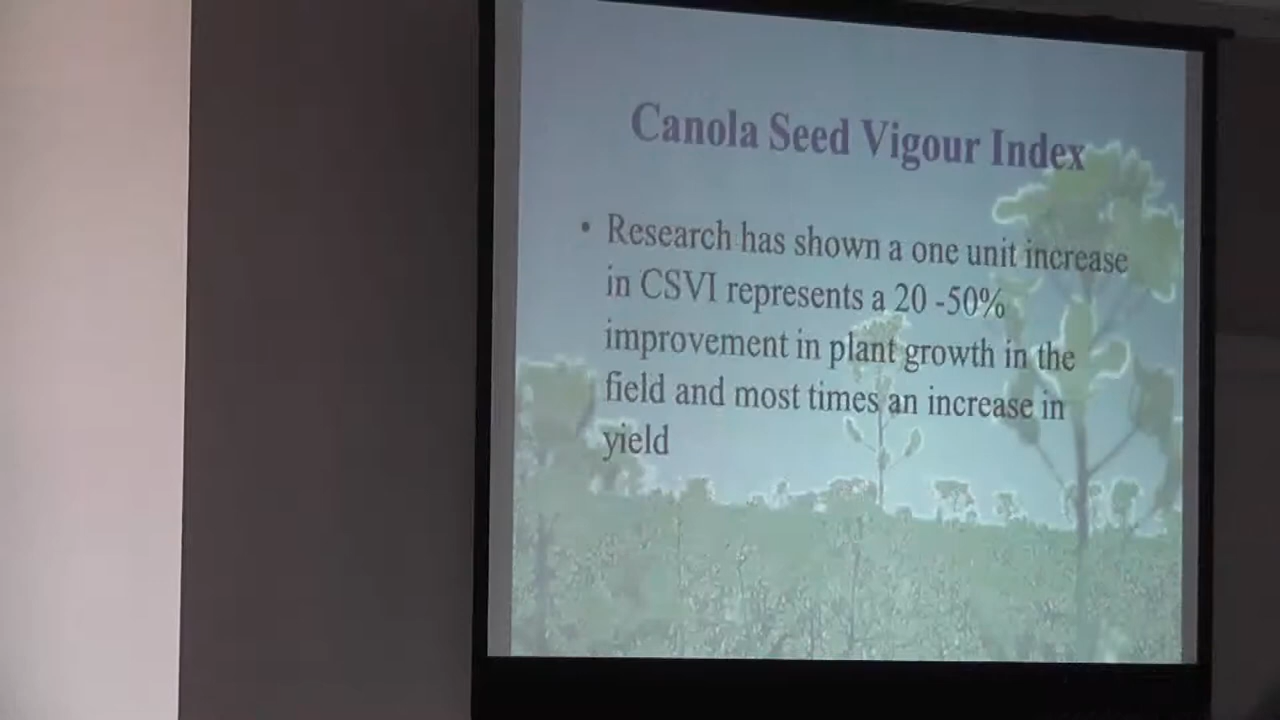 Canola Seed Vigour Index
• Research has shown a one unit increase
in CSVI represents a 20 -50%
improvement in plant growth in the
field and most times an increase in
yield